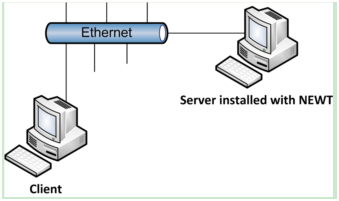 Ethernet
Server installed with NEWT
Client